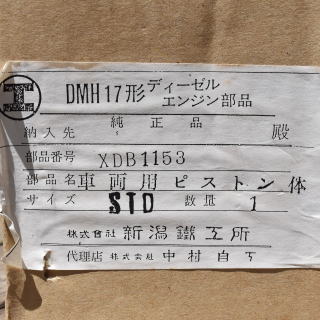 工 DMH17形 ディーゼル
エンジン部品
純正品
納入先 殿
部品番号 XDB1153
部品名 車両用ピストン体
サイズ STD 数量 1
株式会社 新潟鐵工所
代理店 株式会社 中村自工